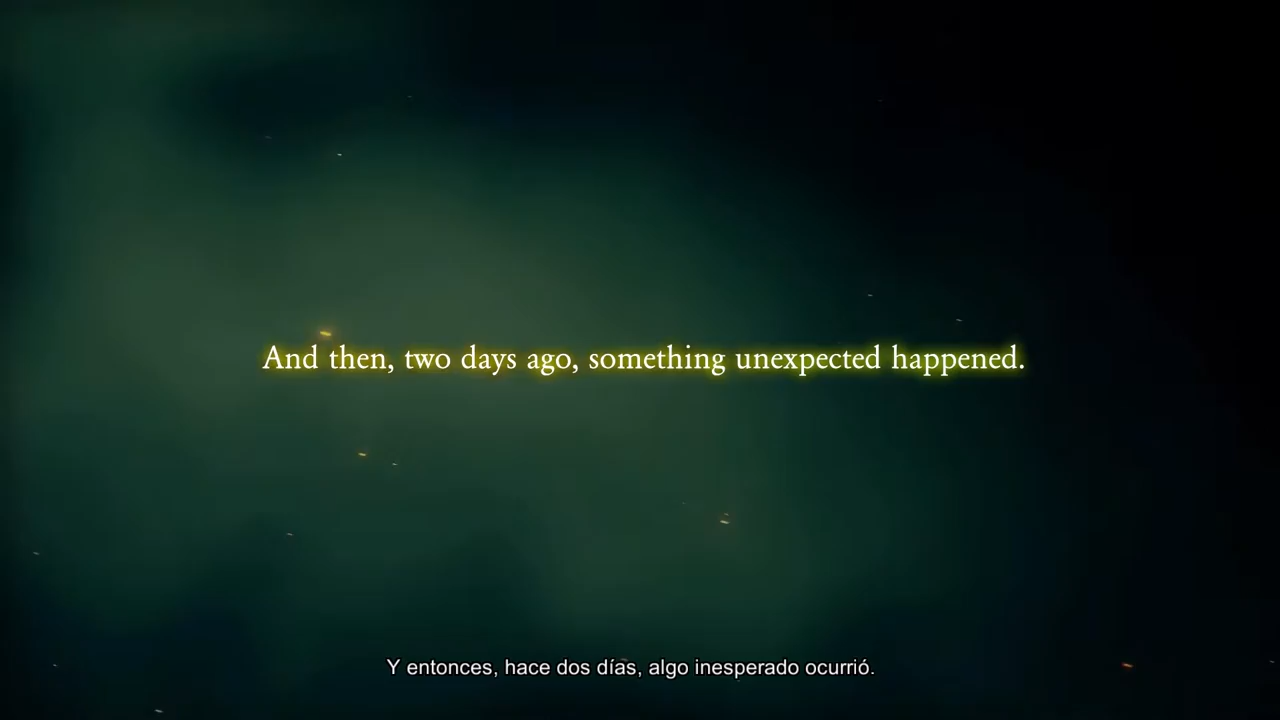 And then, two days ago, something unexpected happened.
Y entonces, hace dos días, algo inesperado ocurrió.